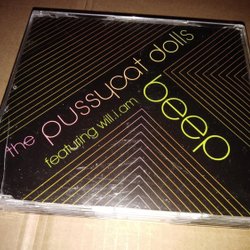 the pussycat dolls
featuring will.i.am
beep